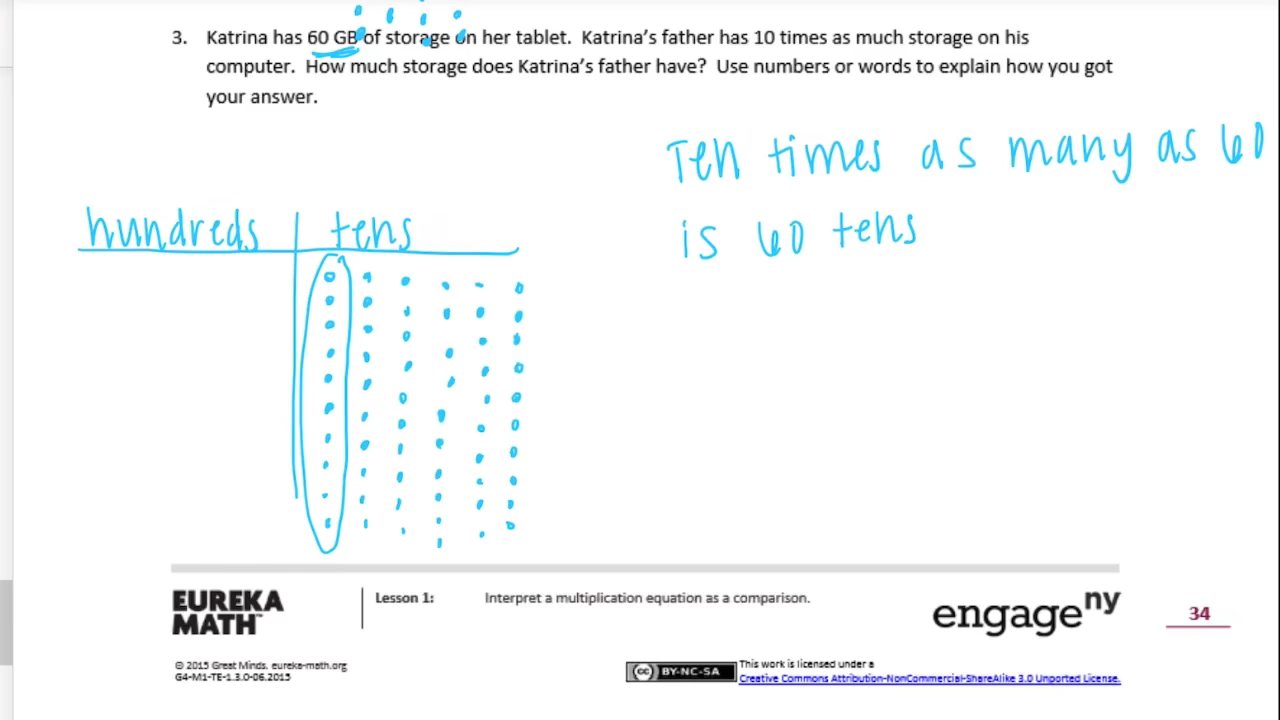 3. Katrina has 60 GB of storage on her tablet. Katrina's father has 10 times as much storage on his
computer. How much storage does Katrina's father have? Use numbers or words to explain how you got
your answer.
Ten times as many as 60
is 60 tens
hundreds tens
EUREKA
MATH™
Lesson 1: Interpret a multiplication equation as a comparison.
engage ny
34
© 2015 Great Minds. eureka-math.org
G4-M1-TE-1.3.0-06.2015
cc BY-NC-SA
This work is licensed under a
Creative Commons Attribution-NonCommercial-ShareAlike 3.0 Unported License.